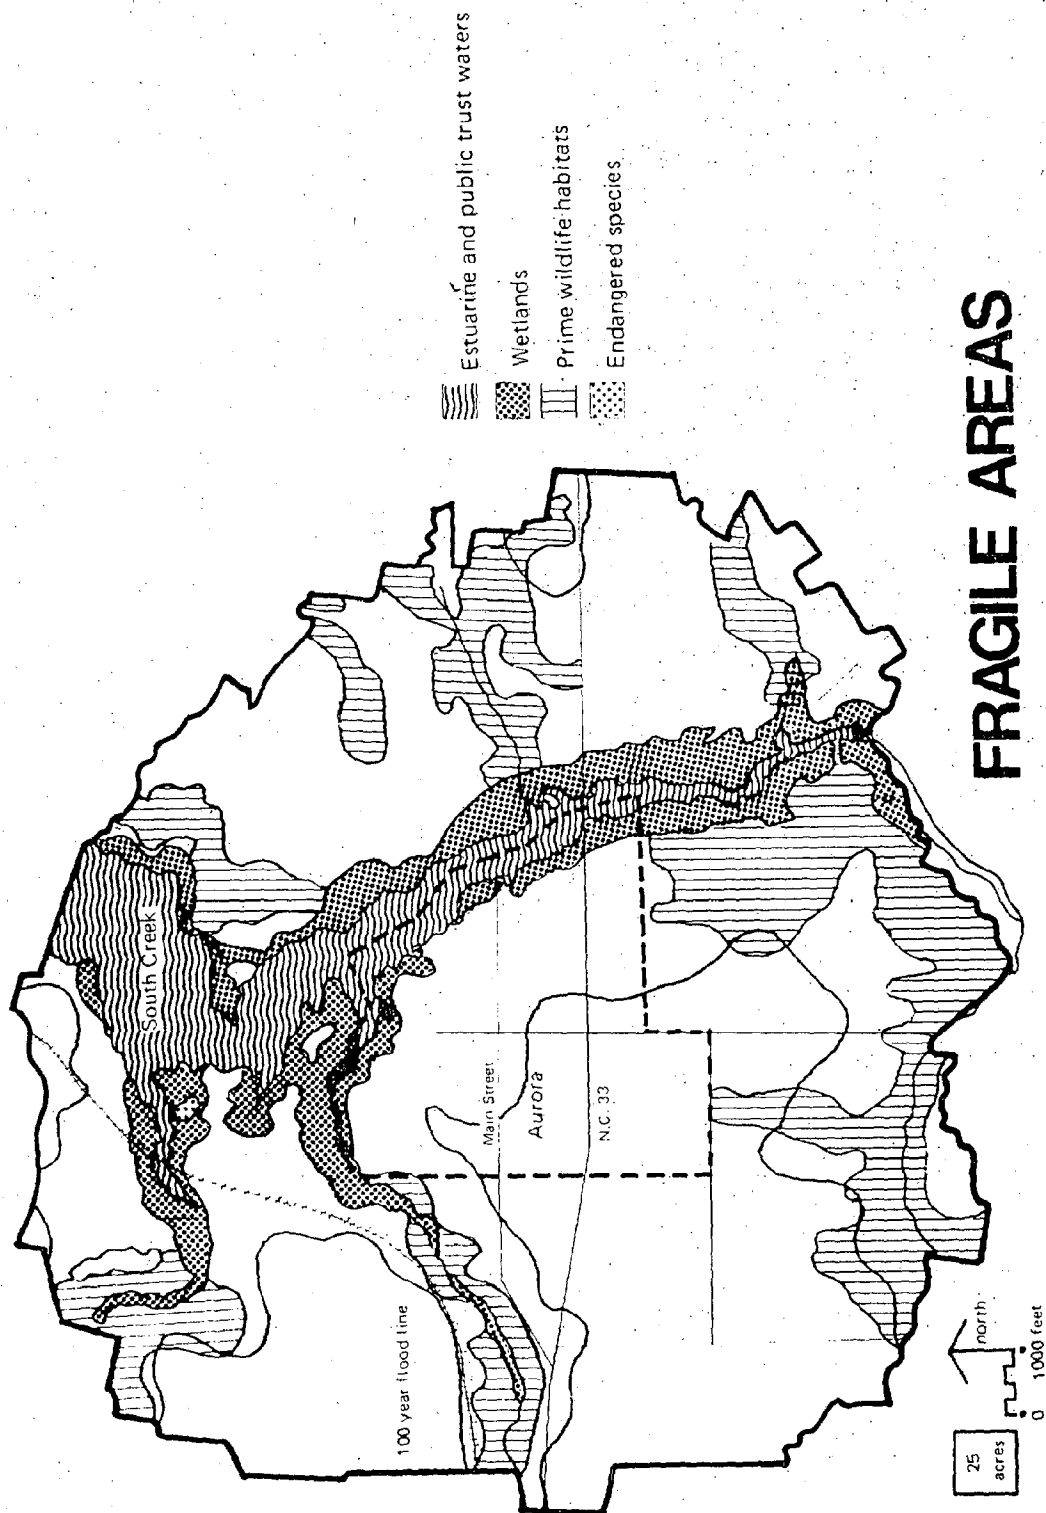 Estuarine and public trust waters
Wetlands
Prime wildlife habitats
Endangered species
South Creek
Main Street
Aurora
N.C. 33
100 year flood line
25
acres
north
0 1000 feet
FRAGILE AREAS